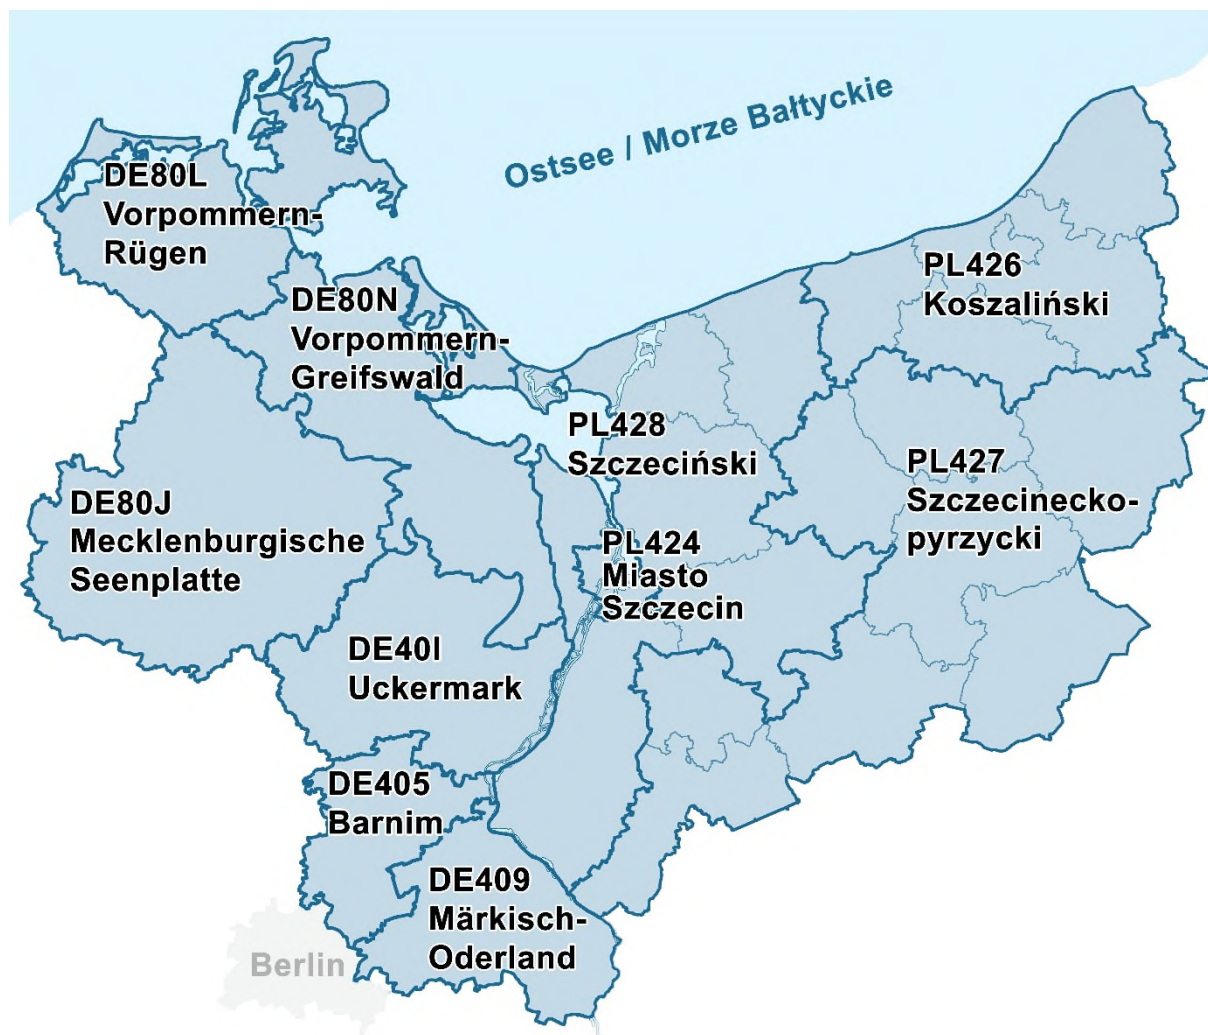 Ostsee / Morze Bałtyckie
DE80L
Vorpommern-
Rügen
PL426
Koszaliński
DE80N
Vorpommern-
Greifswald
PL428
Szczeciński
PL427
Szczecinecko-
pyrzycki
DE80J
Mecklenburgische
Seenplatte
PL424
Miasto
Szczecin
DE40I
Uckermark
DE405
Barnim
DE409
Märkisch-
Oderland
Berlin